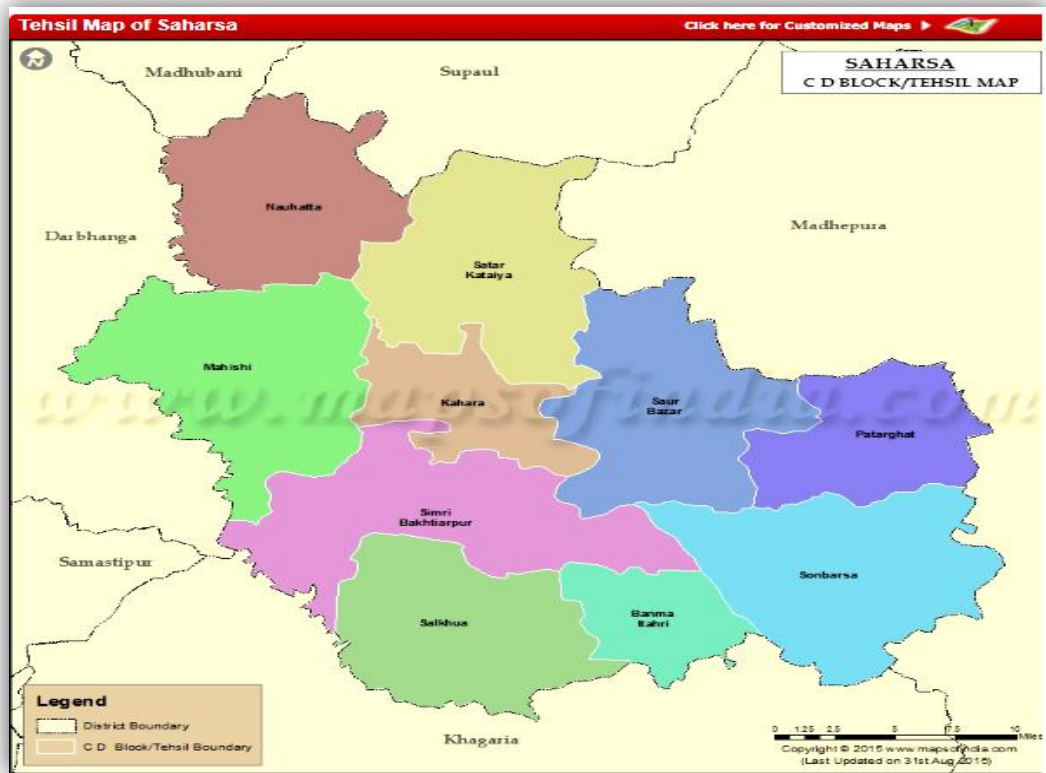 Tehsil Map of Saharsa
Click here for Customized Maps
SAHARSA
C D BLOCK/TEHSIL MAP
Madhubani
Supaul
Nauhatta
Madhepura
Darbhanga
Satar
Kataiya
Mahishi
www.mapsofindia.com
Kahara
Saur
Bazar
Patarghat
Simri
Bakhtiarpur
Samastipur
Sonbarsa
Salkhua
Banma
Itahri
Legend
District Boundary
C D Block/Tehsil Boundary
Khagaria
0 1.25 2.5 5 7.5 10
Miles
Copyright © 2015 www.mapsofindia.com
(Last Updated on 31st Aug 2015)